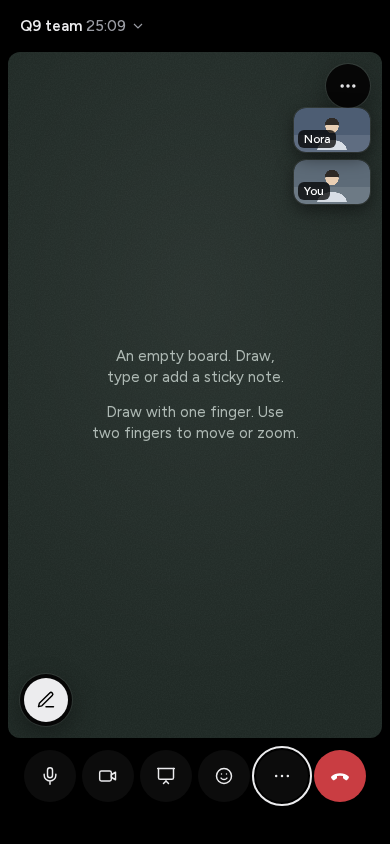 Q9 team 25:09
Nora
You
An empty board. Draw,
type or add a sticky note.
Draw with one finger. Use
two fingers to move or zoom.